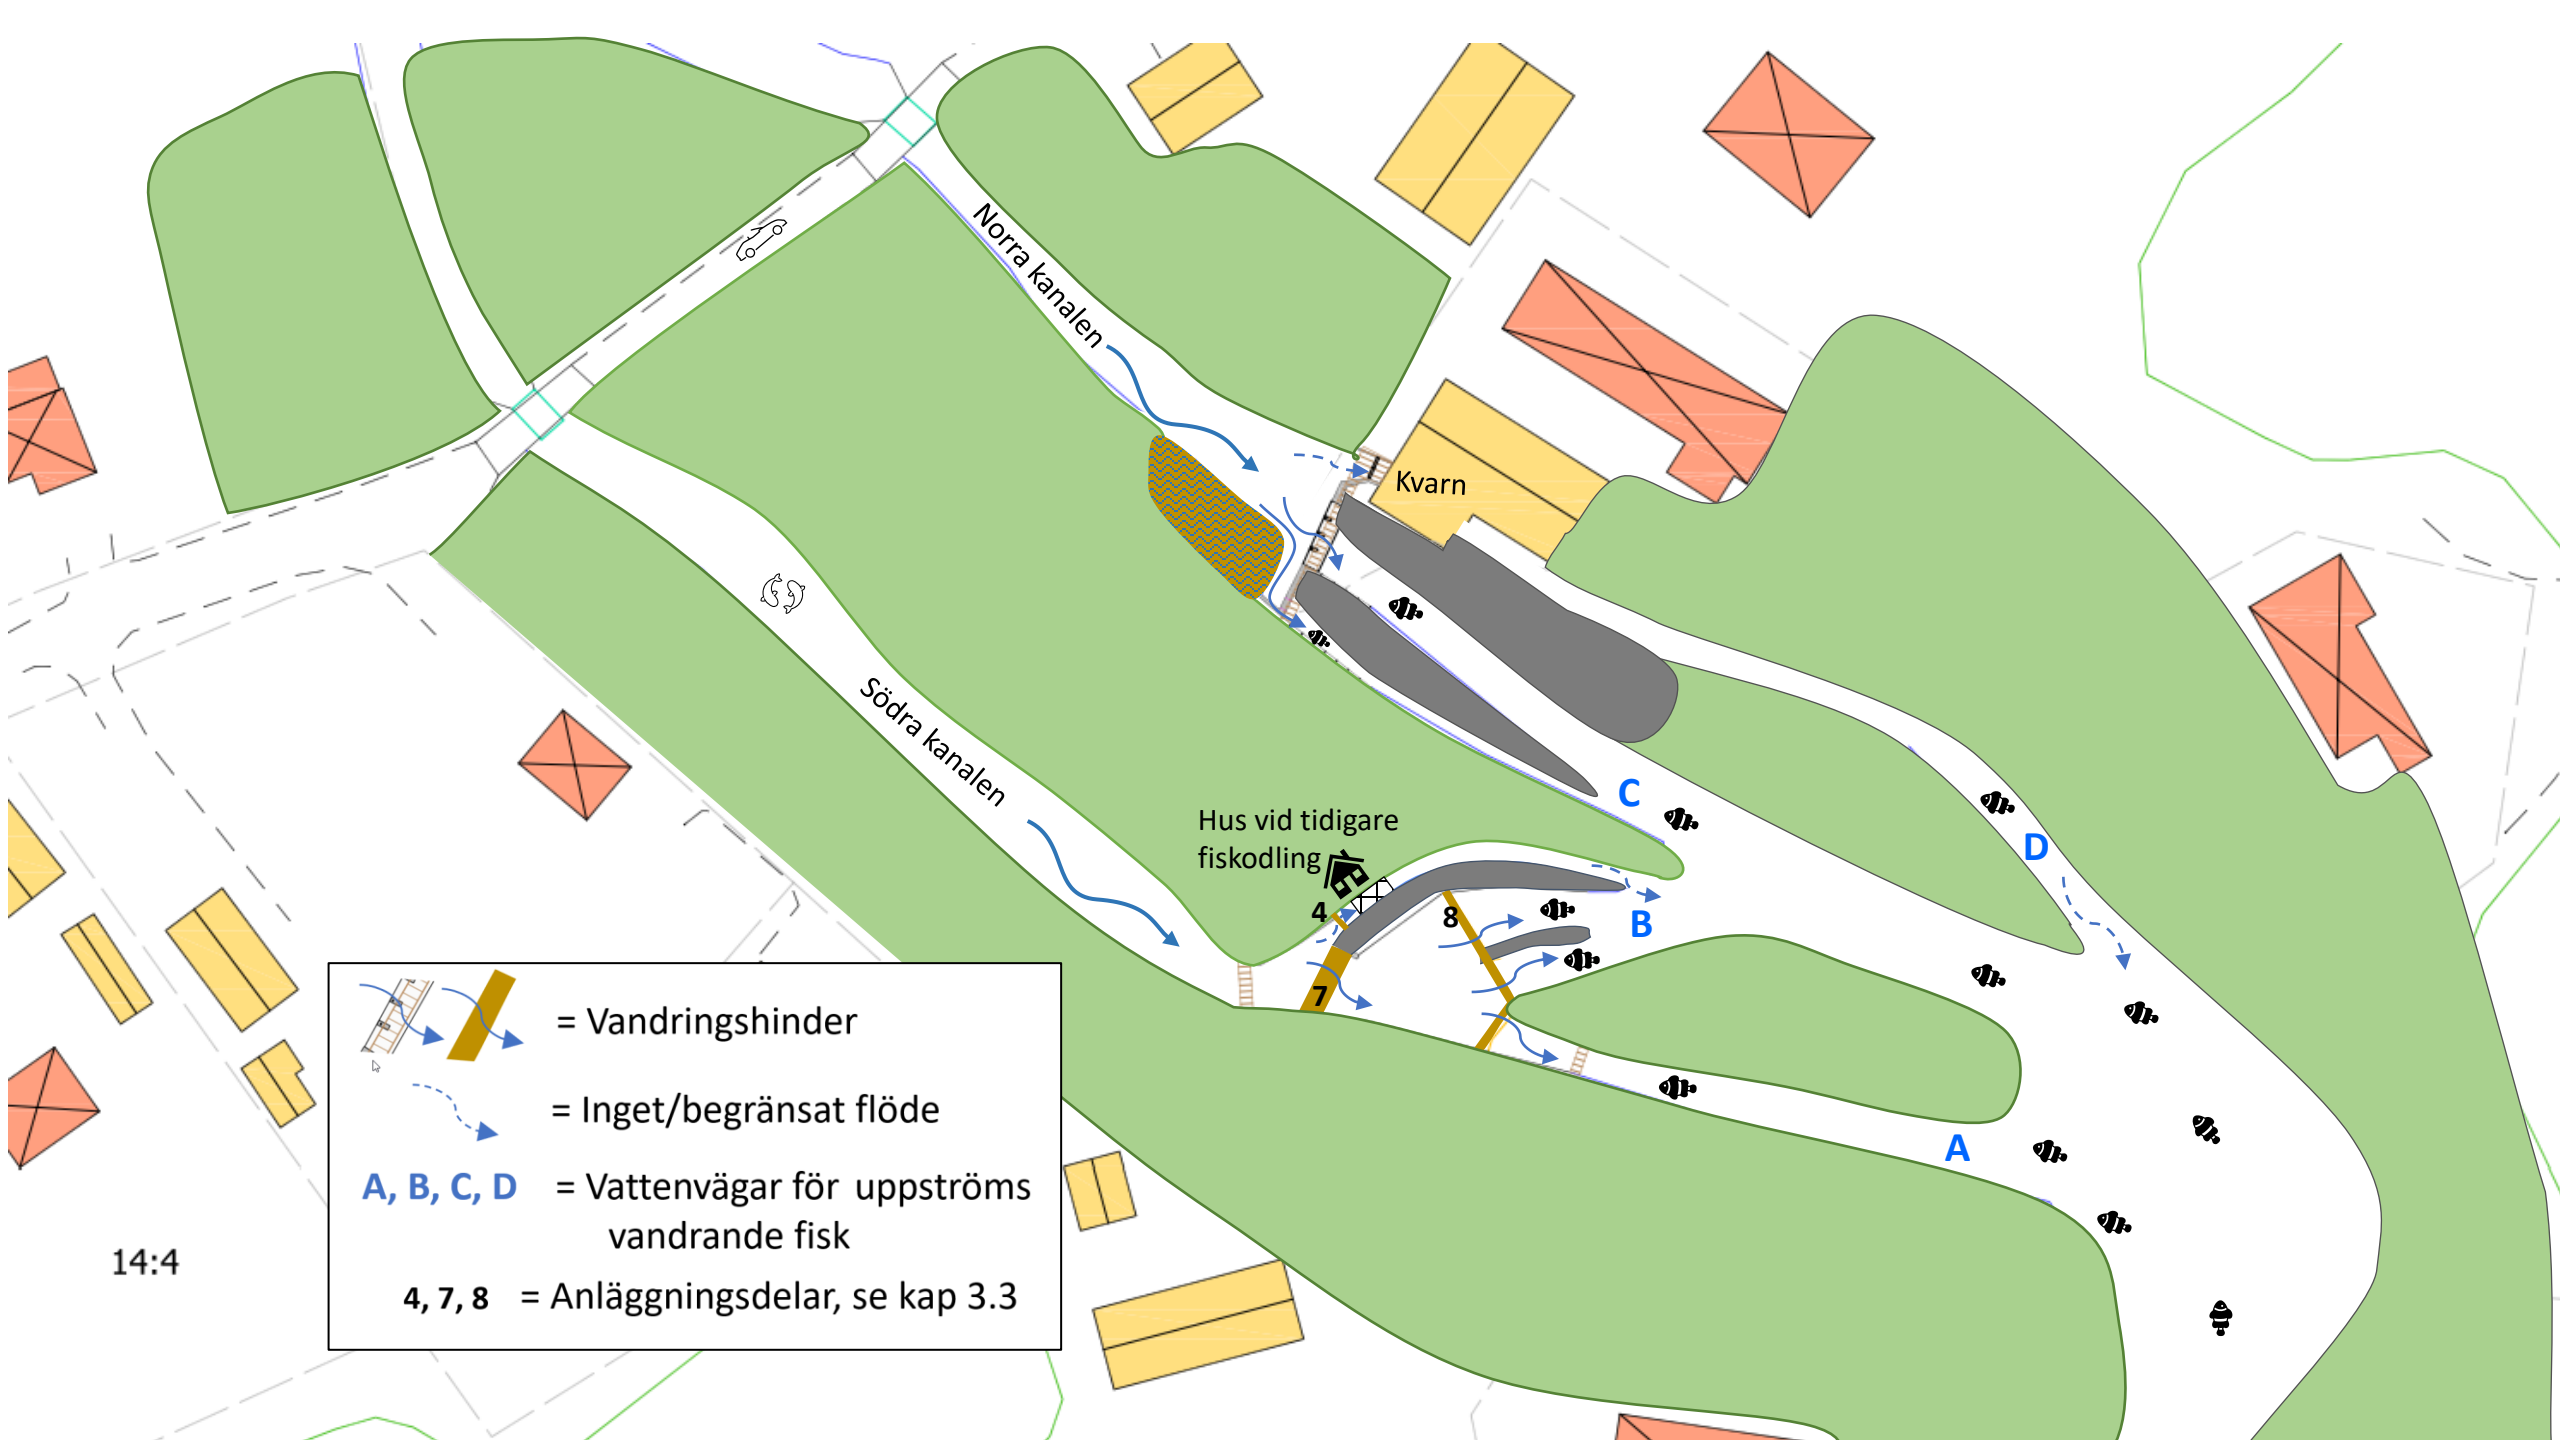 Norra kanalen
Kvarn
Södra kanalen
C
D
Hus vid tidigare
fiskodling
4
8
B
7
A
= Vandringshinder
= Inget/begränsat flöde
A, B, C, D = Vattenvägar för uppströms
vandrande fisk
4, 7, 8 = Anläggningsdelar, se kap 3.3
14:4